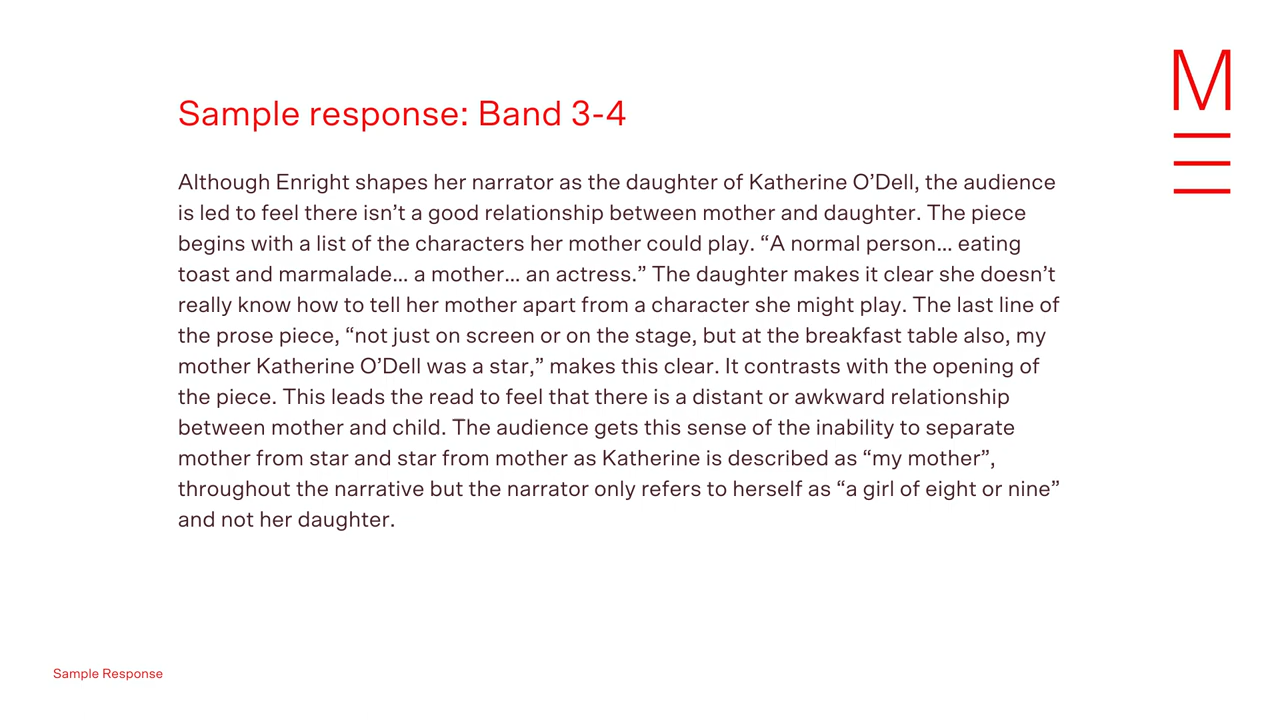 M
Sample response: Band 3-4
Although Enright shapes her narrator as the daughter of Katherine O’Dell, the audience
is led to feel there isn’t a good relationship between mother and daughter. The piece
begins with a list of the characters her mother could play. “A normal person... eating
toast and marmalade... a mother... an actress.” The daughter makes it clear she doesn’t
really know how to tell her mother apart from a character she might play. The last line of
the prose piece, “not just on screen or on the stage, but at the breakfast table also, my
mother Katherine O’Dell was a star,” makes this clear. It contrasts with the opening of
the piece. This leads the read to feel that there is a distant or awkward relationship
between mother and child. The audience gets this sense of the inability to separate
mother from star and star from mother as Katherine is described as “my mother”,
throughout the narrative but the narrator only refers to herself as “a girl of eight or nine”
and not her daughter.
Sample Response